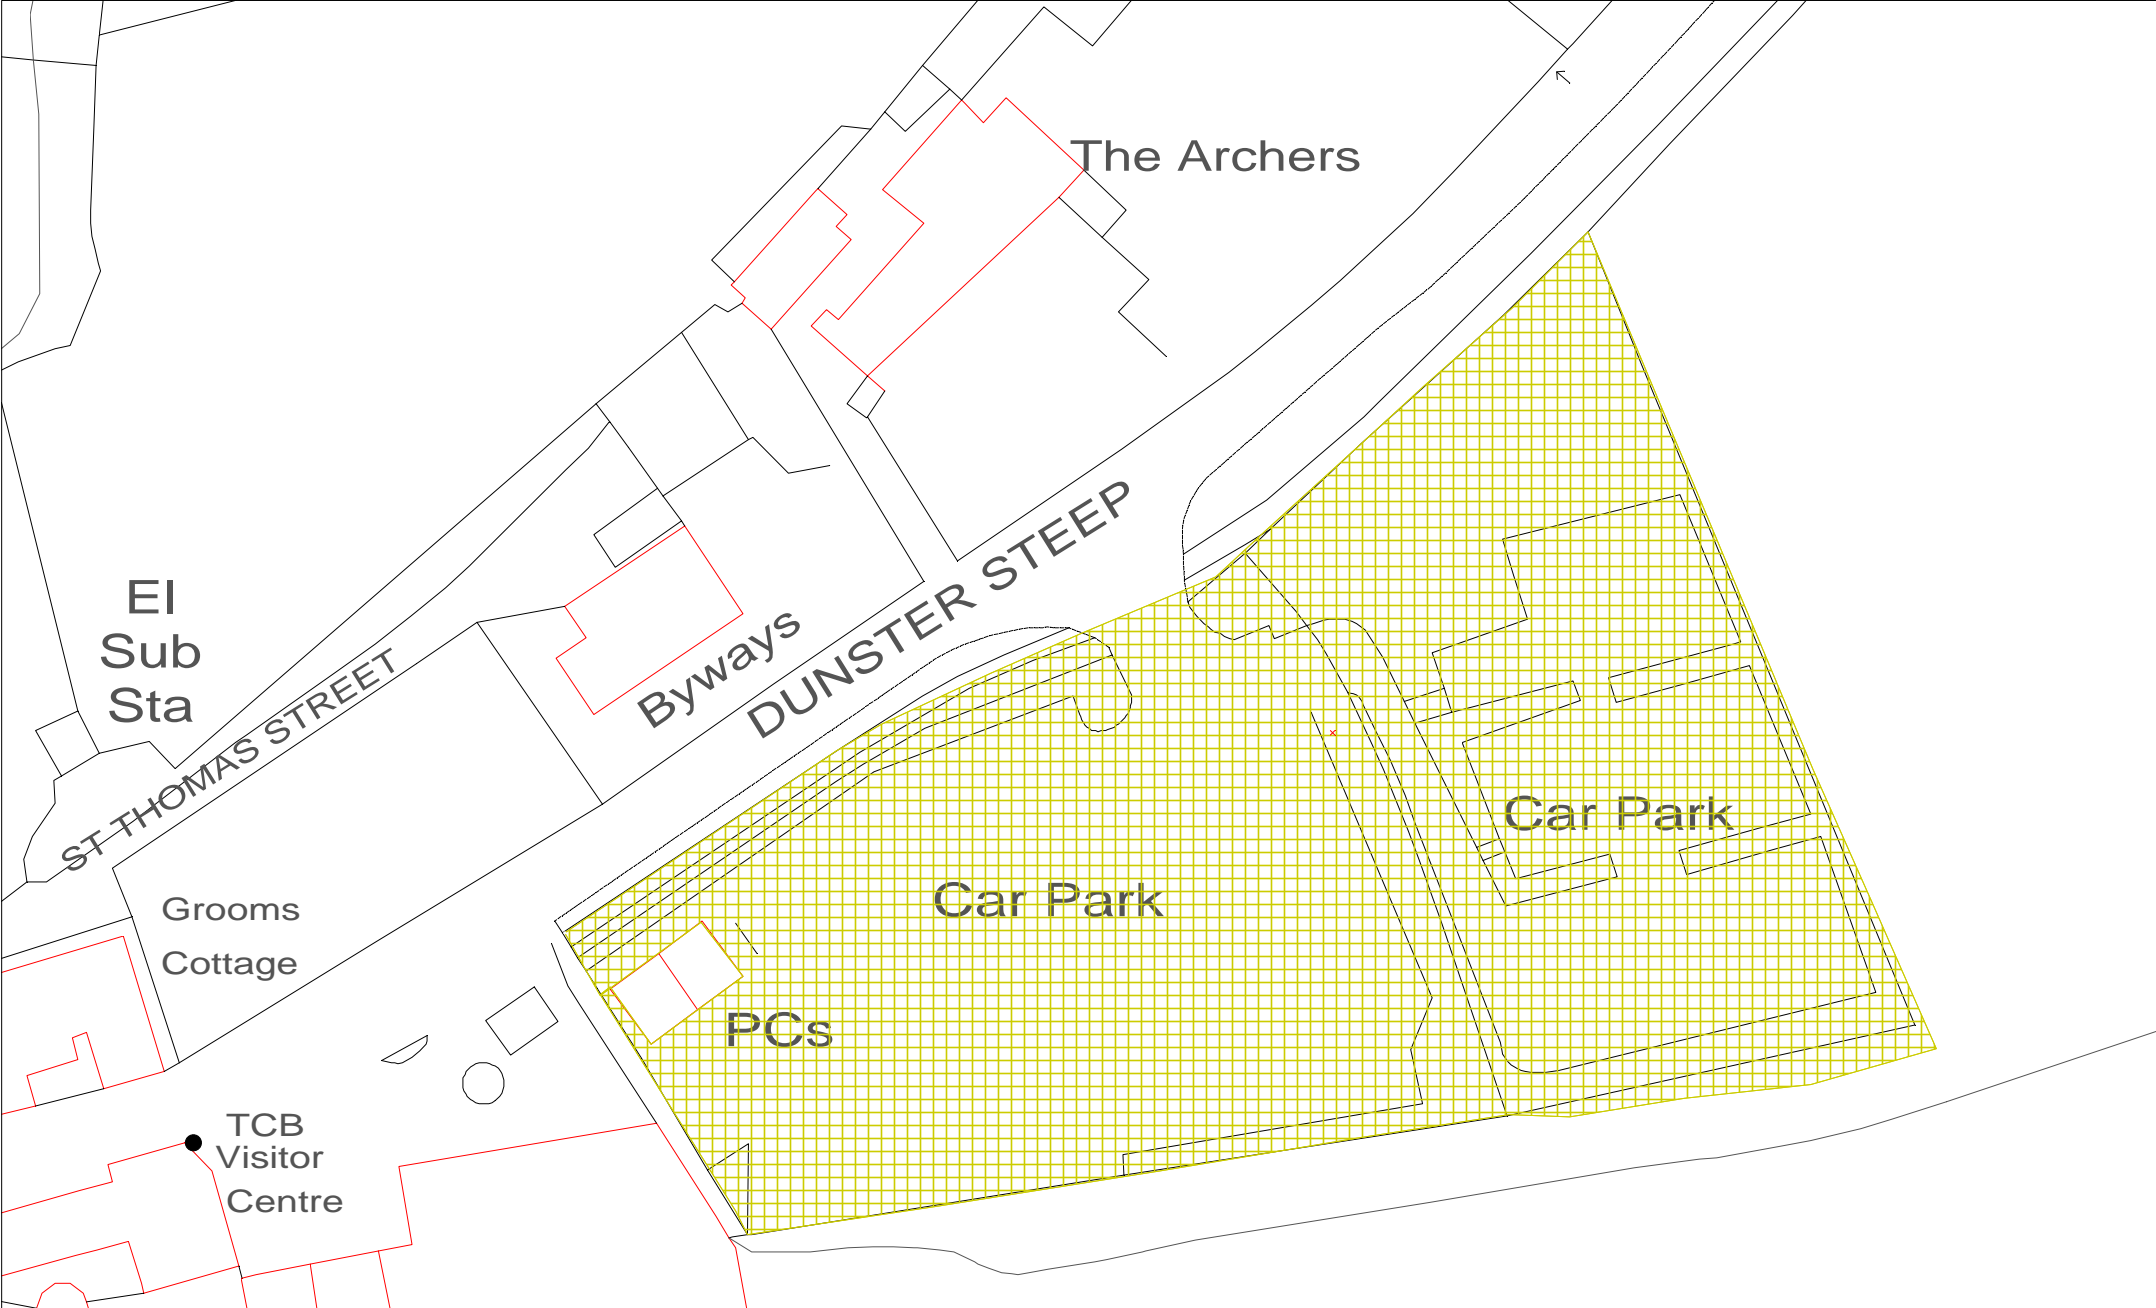 The Archers
El
Sub
Sta
ST THOMAS STREET
Byways
DUNSTER STEEP
Car Park
Car Park
Grooms
Cottage
PCs
TCB
Visitor
Centre